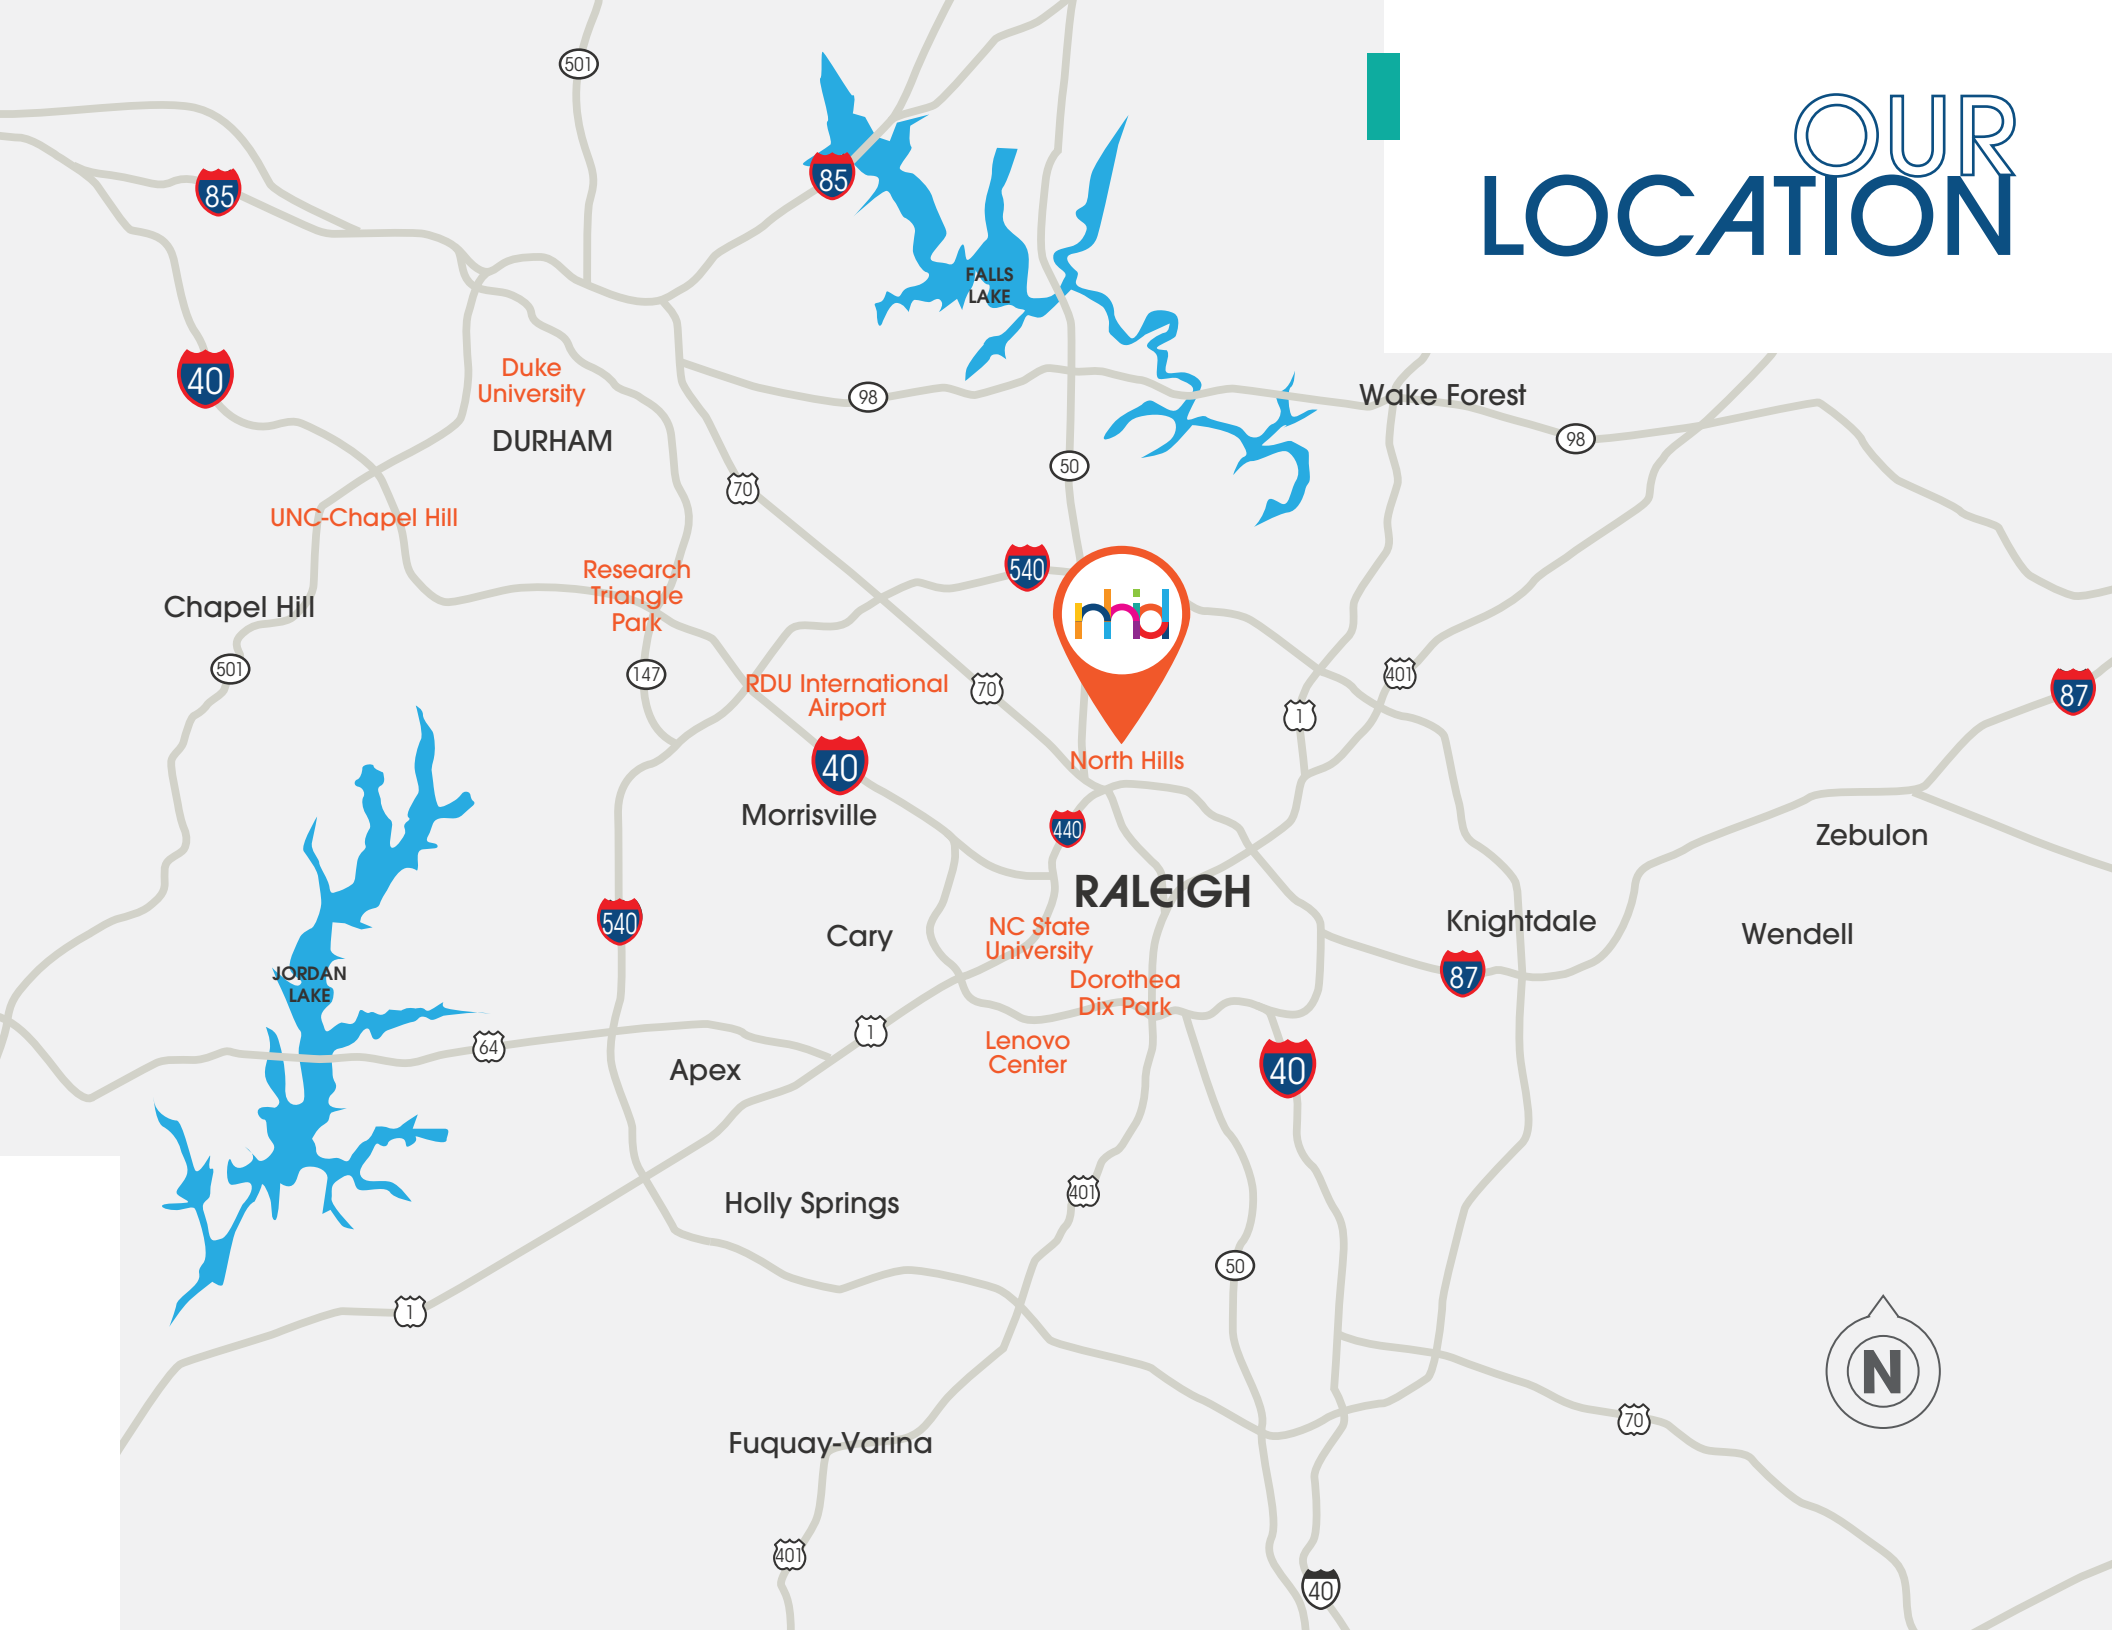 OUR
LOCATION
501
85
85
FALLS
LAKE
40
Duke
University
98
Wake Forest
98
DURHAM
50
70
UNC-Chapel Hill
540
Research
Triangle
Park
Chapel Hill
nhid
501
147
RDU International
Airport
70
401
1
87
North Hills
40
Morrisville
440
Zebulon
RALEIGH
540
Cary
NC State
University
Knightdale
Wendell
JORDAN
LAKE
87
Dorothea
Dix Park
64
1
Lenovo
Center
Apex
40
401
Holly Springs
50
1
N
70
Fuquay-Varina
401
40